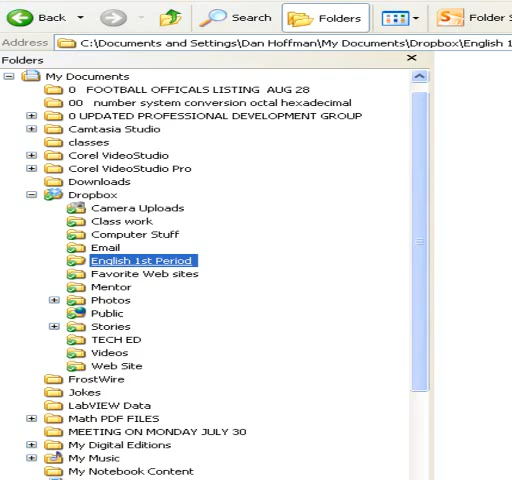 Back Search Folders Folder S
Address C:\Documents and Settings\Dan Hoffman\My Documents\Dropbox\English 1
Folders
My Documents
0 FOOTBALL OFFICALS LISTING AUG 28
00 number system conversion octal hexadecimal
0 UPDATED PROFESSIONAL DEVELOPMENT GROUP
Camtasia Studio
classes
Corel VideoStudio
Corel VideoStudio Pro
Downloads
Dropbox
Camera Uploads
Class work
Computer Stuff
Email
English 1st Period
Favorite Web sites
Mentor
Photos
Public
Stories
TECH ED
Videos
Web Site
FrostWire
Jokes
LabVIEW Data
Math PDF FILES
MEETING ON MONDAY JULY 30
My Digital Editions
My Music
My Notebook Content